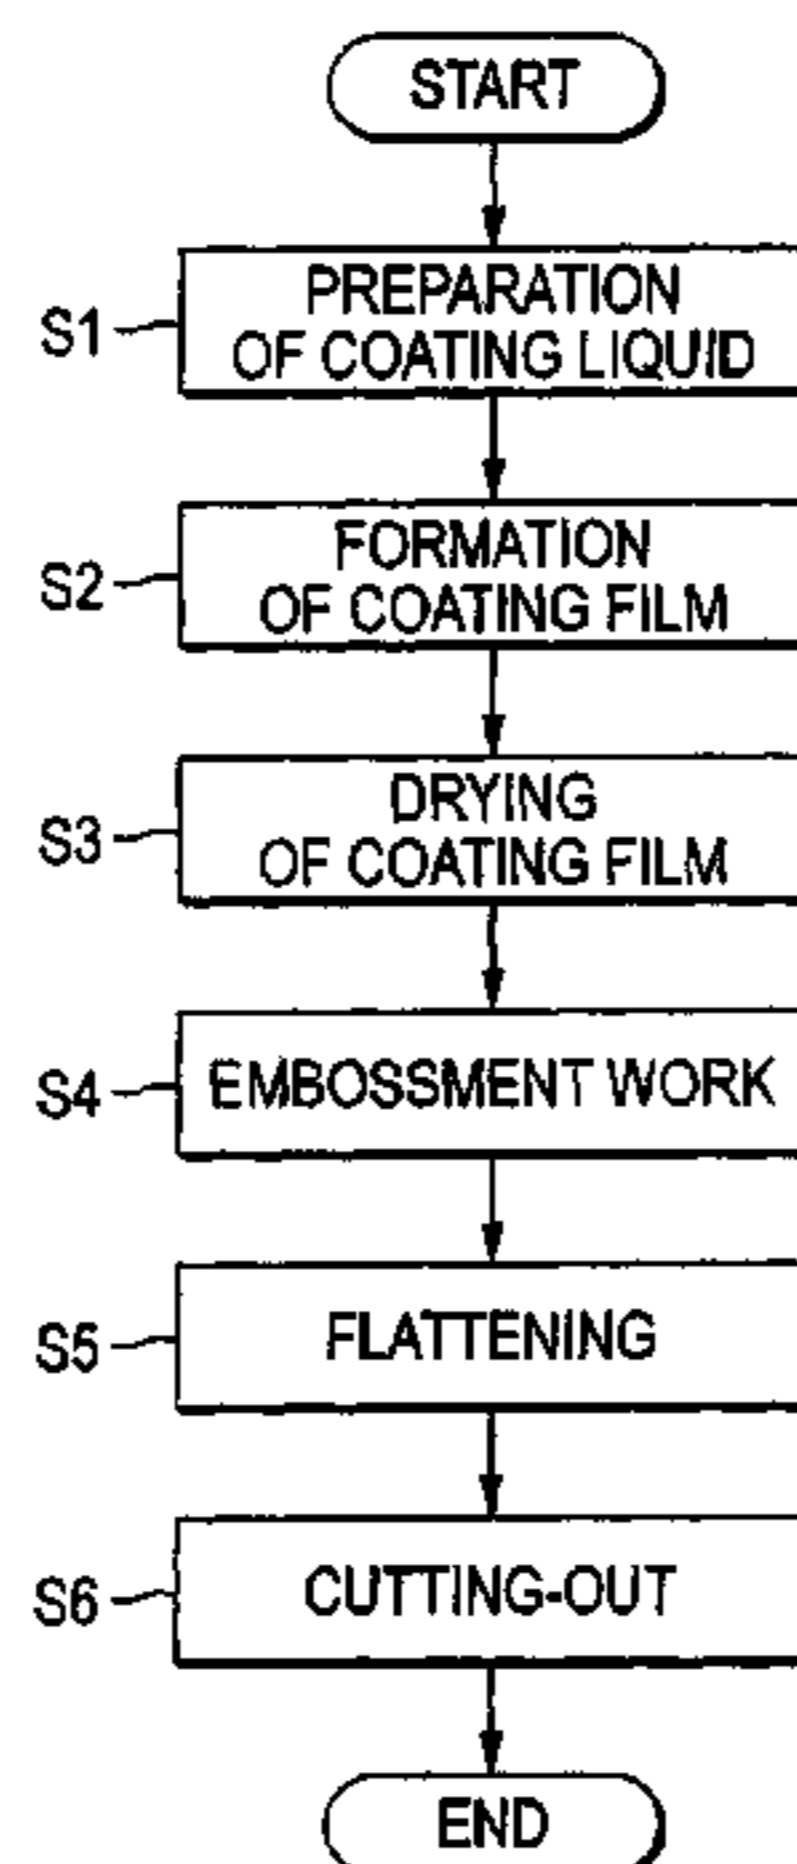 START
S1
PREPARATION
OF COATING LIQUID
S2
FORMATION
OF COATING FILM
S3
DRYING
OF COATING FILM
S4
EMBOSSMENT WORK
S5
FLATTENING
S6
CUTTING-OUT
END